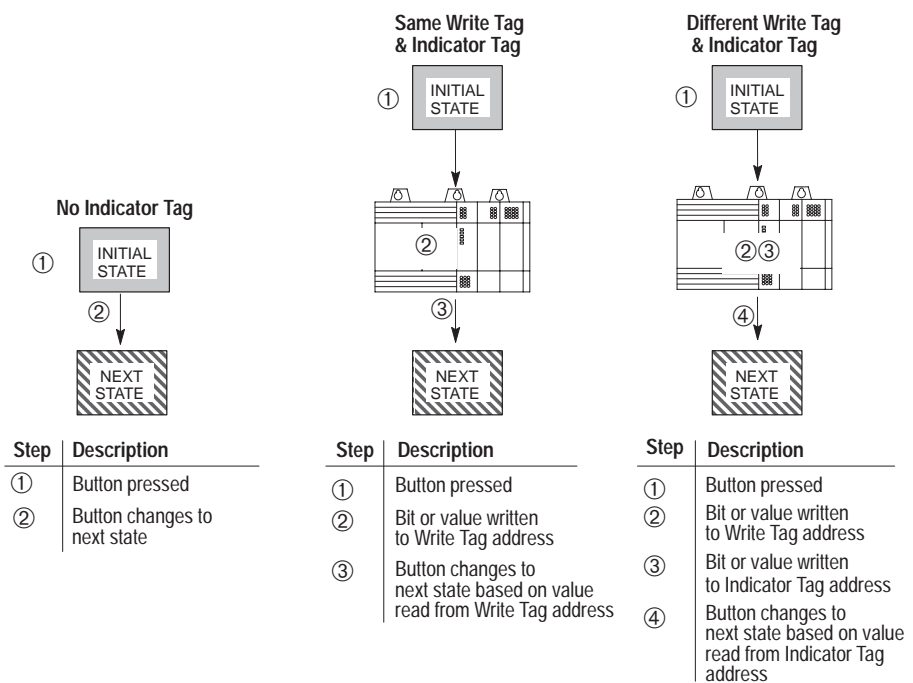 No Indicator Tag
①
INITIAL
STATE
②
NEXT
STATE
Step Description
① Button pressed
② Button changes to
next state
Same Write Tag
& Indicator Tag
①
INITIAL
STATE
②
③
NEXT
STATE
Step Description
① Button pressed
② Bit or value written
to Write Tag address
③ Button changes to
next state based on value
read from Write Tag address
Different Write Tag
& Indicator Tag
①
INITIAL
STATE
②③
④
NEXT
STATE
Step Description
① Button pressed
② Bit or value written
to Write Tag address
③ Bit or value written
to Indicator Tag address
④ Button changes to
next state based on value
read from Indicator Tag
address